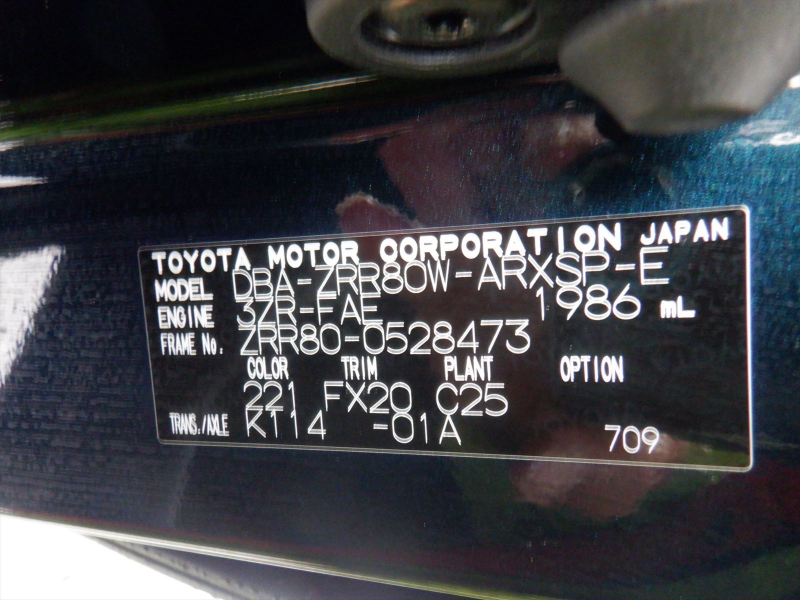 TOYOTA MOTOR CORPORATION JAPAN
MODEL DBA-ZRR80W-ARXSP-E
ENGINE 3ZR-FAE 1986 mL
FRAME No. ZRR80-0528473
COLOR TRIM PLANT OPTION
221 FX20 C25
TRANS./AXLE K114 -01A 709